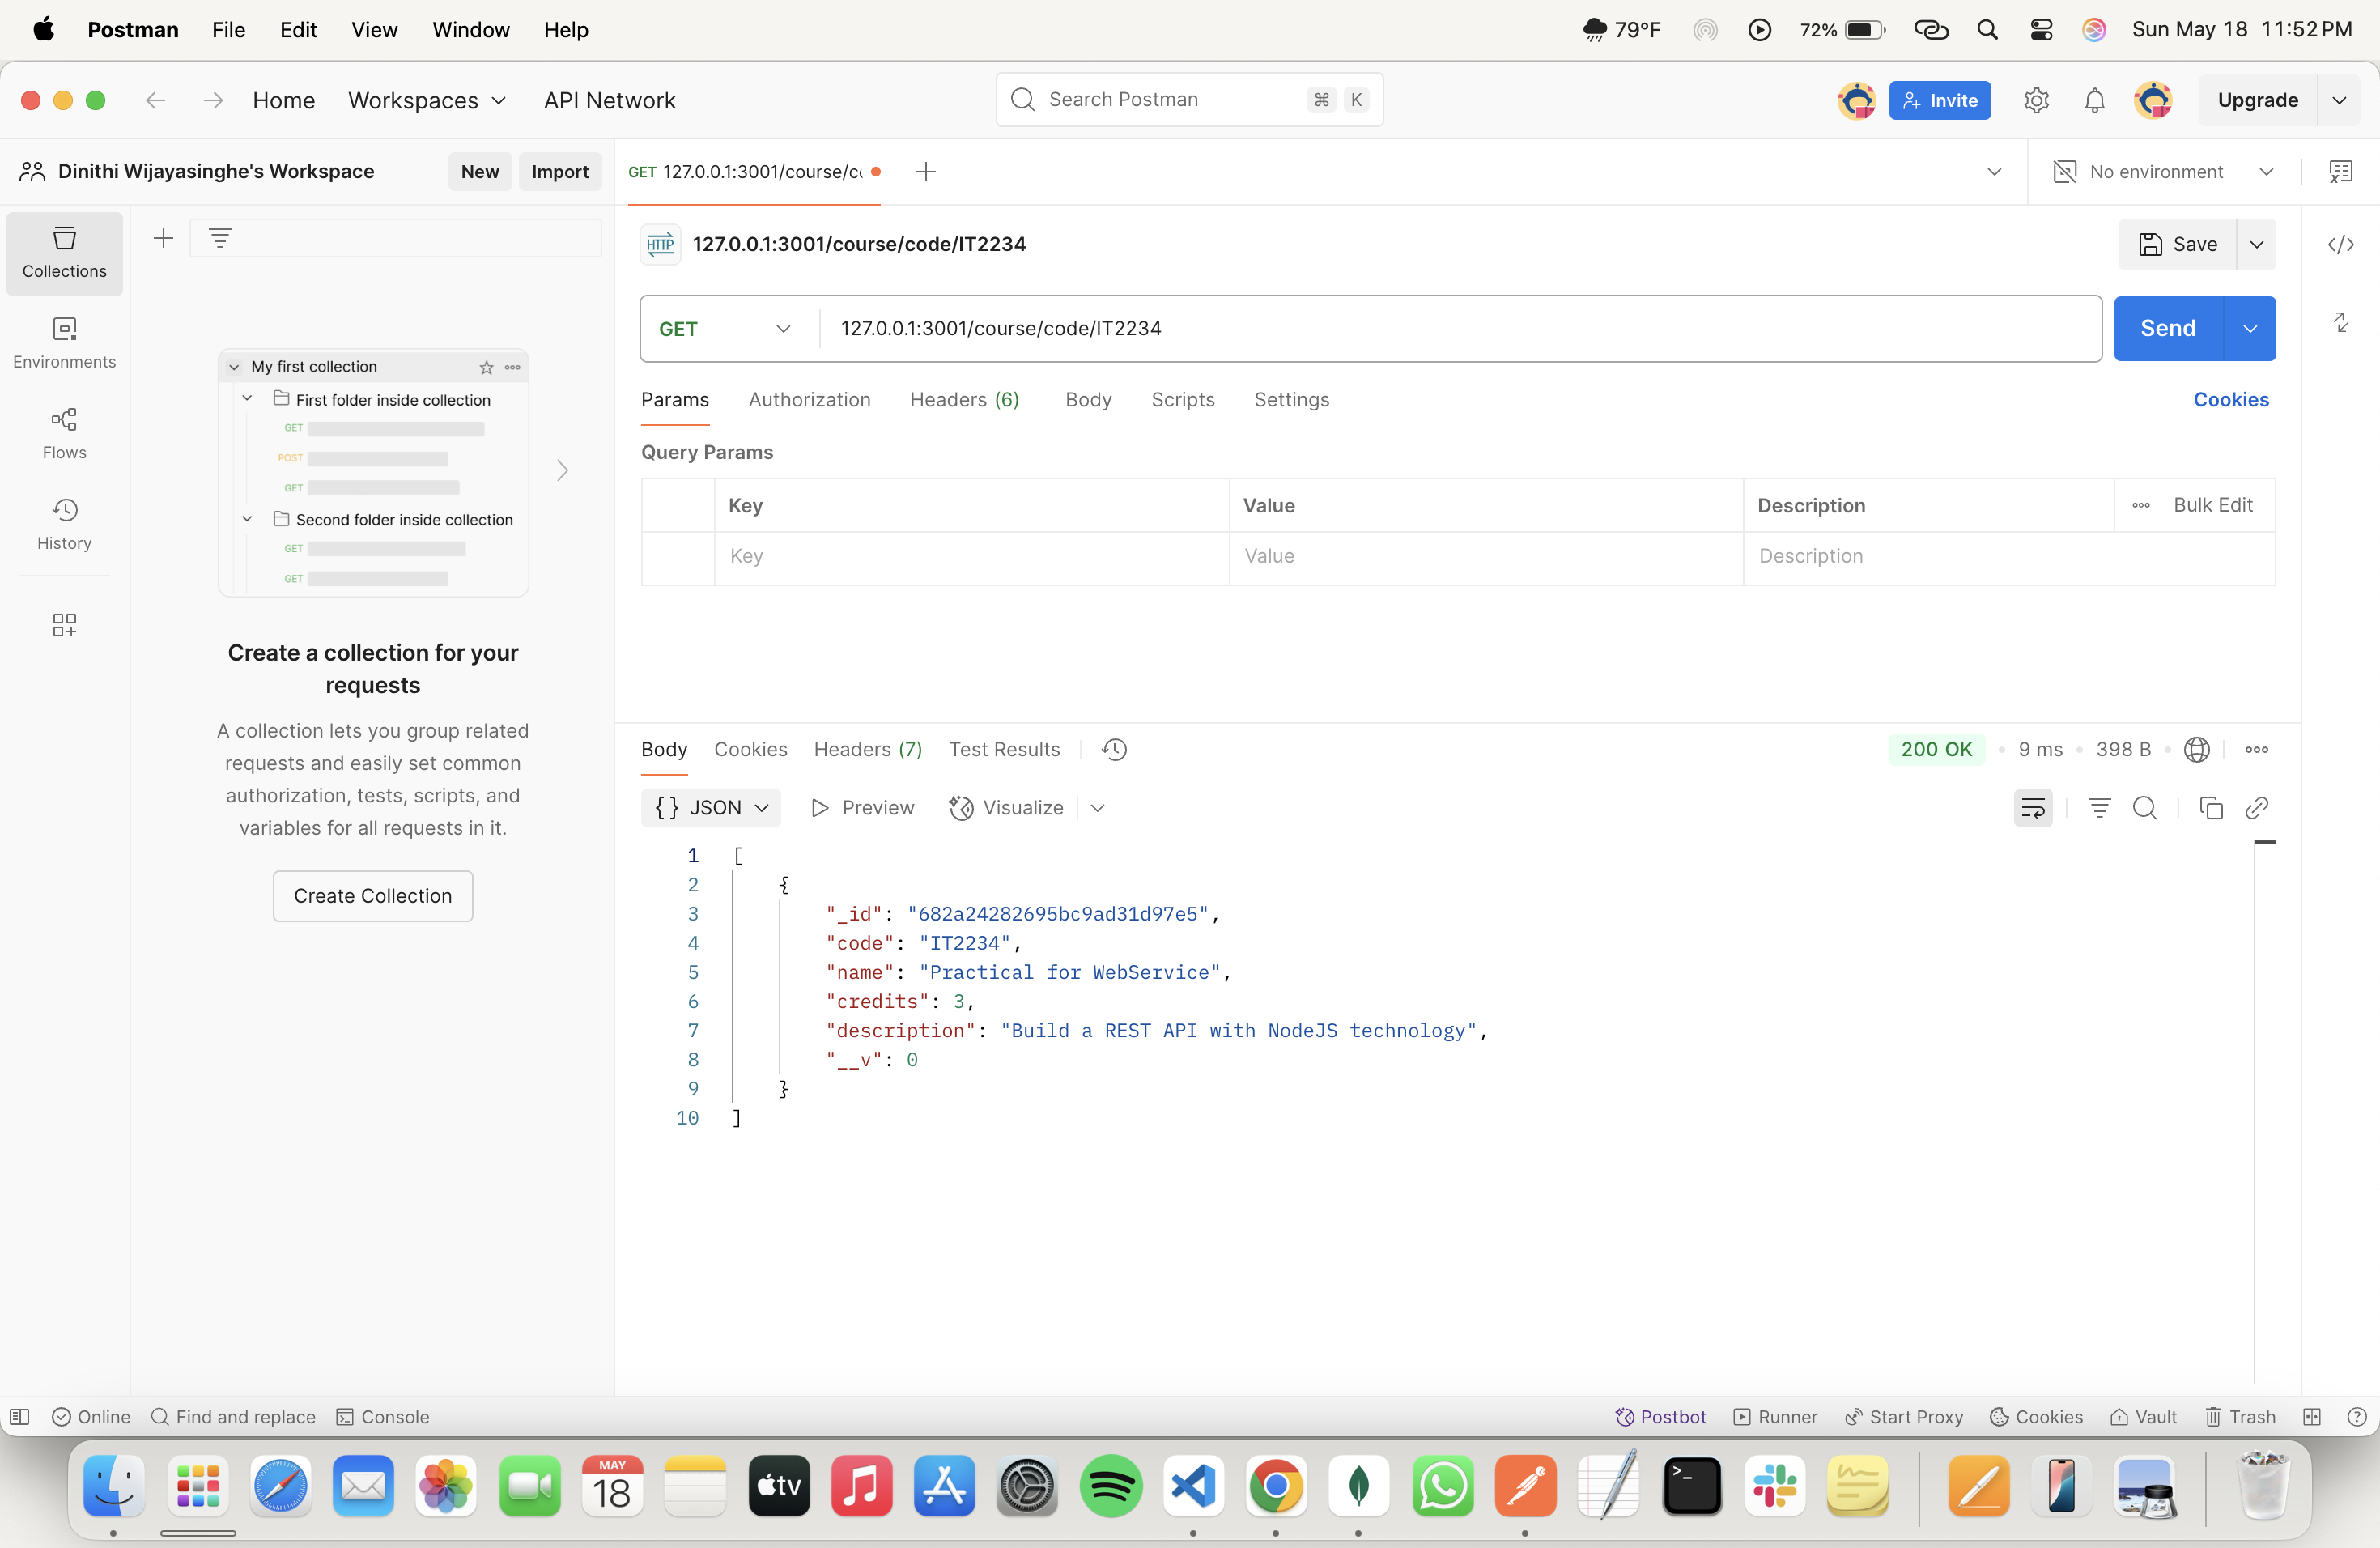 Postman File Edit View Window Help 79°F 72% Sun May 18 11:52 PM
Home Workspaces API Network Search Postman ⌘ K Invite Upgrade
Dinithi Wijayasinghe's Workspace New Import GET 127.0.0.1:3001/course/c No environment
Collections
Environments
Flows
History
My first collection
First folder inside collection
GET
POST
GET
Second folder inside collection
GET
GET
Create a collection for your
requests
A collection lets you group related
requests and easily set common
authorization, tests, scripts, and
variables for all requests in it.
Create Collection
HTTP 127.0.0.1:3001/course/code/IT2234 Save
GET 127.0.0.1:3001/course/code/IT2234 Send
Params Authorization Headers (6) Body Scripts Settings Cookies
Query Params
Key Value Description Bulk Edit
Key Value Description
Body Cookies Headers (7) Test Results 200 OK 9 ms 398 B
{} JSON Preview Visualize
1 [
2 {
3 "_id": "682a24282695bc9ad31d97e5",
4 "code": "IT2234",
5 "name": "Practical for WebService",
6 "credits": 3,
7 "description": "Build a REST API with NodeJS technology",
8 "__v": 0
9 }
10 ]
Online Find and replace Console Postbot Runner Start Proxy Cookies Vault Trash
MAY
18
tv